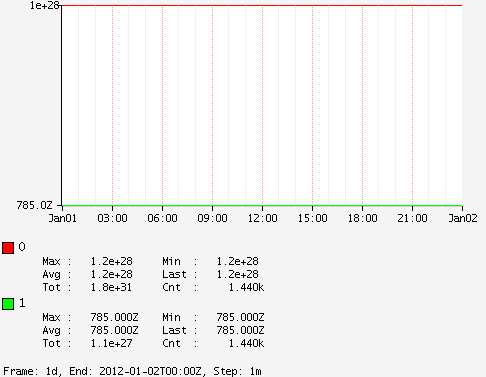 1e+28
785.0Z
Jan01 03:00 06:00 09:00 12:00 15:00 18:00 21:00 Jan02
0
Max : 1.2e+28 Min : 1.2e+28
Avg : 1.2e+28 Last : 1.2e+28
Tot : 1.8e+31 Cnt : 1.440k
1
Max : 785.000Z Min : 785.000Z
Avg : 785.000Z Last : 785.000Z
Tot : 1.1e+27 Cnt : 1.440k
Frame: 1d, End: 2012-01-02T00:00Z, Step: 1m